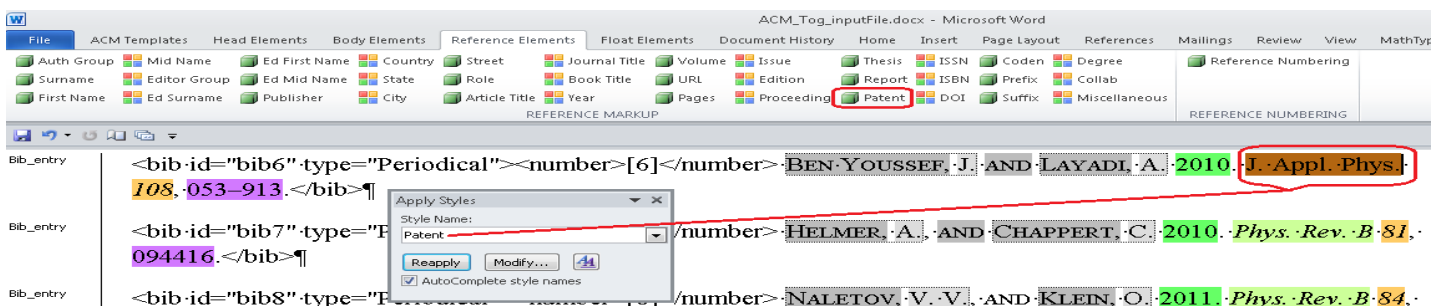 W
ACM_Tog_inputFile.docx - Microsoft Word
File ACM Templates Head Elements Body Elements Reference Elements Float Elements Document History Home Insert Page Layout References Mailings Review View MathTyp
Auth Group Mid Name Ed First Name Country Street Journal Title Volume Issue Thesis ISSN Coden Degree Reference Numbering
Surname Editor Group Ed Mid Name State Role Book Title URL Edition Report ISBN Prefix Collab
First Name Ed Surname Publisher City Article Title Year Pages Proceeding Patent DOI Suffix Miscellaneous
REFERENCE MARKUP REFERENCE NUMBERING
Bib_entry <bib·id="bib6"·type="Periodical"><number>[6]</number>·BEN·YOUSSEF,·J.·AND·LAYADI,·A.·2010.·J.·Appl.·Phys.·
108,·053–913.</bib>¶
Apply Styles
Style Name:
Patent
Reapply Modify...
AutoComplete style names
Bib_entry <bib·id="bib7"·type="P /number>·HELMER,·A.,·AND·CHAPPERT,·C.·2010.·Phys.·Rev.·B·81,·
094416.</bib>¶
Bib_entry <bib·id="bib8"·type="P /number>·NALETOV,·V.·V.,·AND·KLEIN,·O.·2011.·Phys.·Rev.·B·84,·